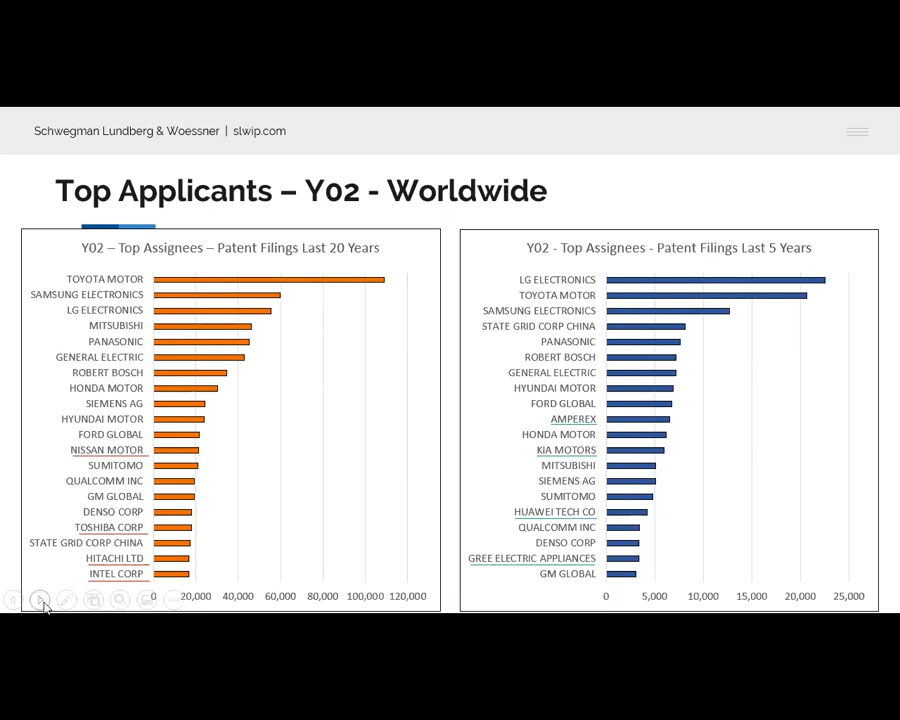 Schwegman Lundberg & Woessner | slwip.com
Top Applicants – Y02 - Worldwide
Y02 – Top Assignees – Patent Filings Last 20 Years
TOYOTA MOTOR
SAMSUNG ELECTRONICS
LG ELECTRONICS
MITSUBISHI
PANASONIC
GENERAL ELECTRIC
ROBERT BOSCH
HONDA MOTOR
SIEMENS AG
HYUNDAI MOTOR
FORD GLOBAL
NISSAN MOTOR
SUMITOMO
QUALCOMM INC
GM GLOBAL
DENSO CORP
TOSHIBA CORP
STATE GRID CORP CHINA
HITACHI LTD
INTEL CORP
0 20,000 40,000 60,000 80,000 100,000 120,000
Y02 - Top Assignees - Patent Filings Last 5 Years
LG ELECTRONICS
TOYOTA MOTOR
SAMSUNG ELECTRONICS
STATE GRID CORP CHINA
PANASONIC
ROBERT BOSCH
GENERAL ELECTRIC
HYUNDAI MOTOR
FORD GLOBAL
AMPEREX
HONDA MOTOR
KIA MOTORS
MITSUBISHI
SIEMENS AG
SUMITOMO
HUAWEI TECH CO
QUALCOMM INC
DENSO CORP
GREE ELECTRIC APPLIANCES
GM GLOBAL
0 5,000 10,000 15,000 20,000 25,000